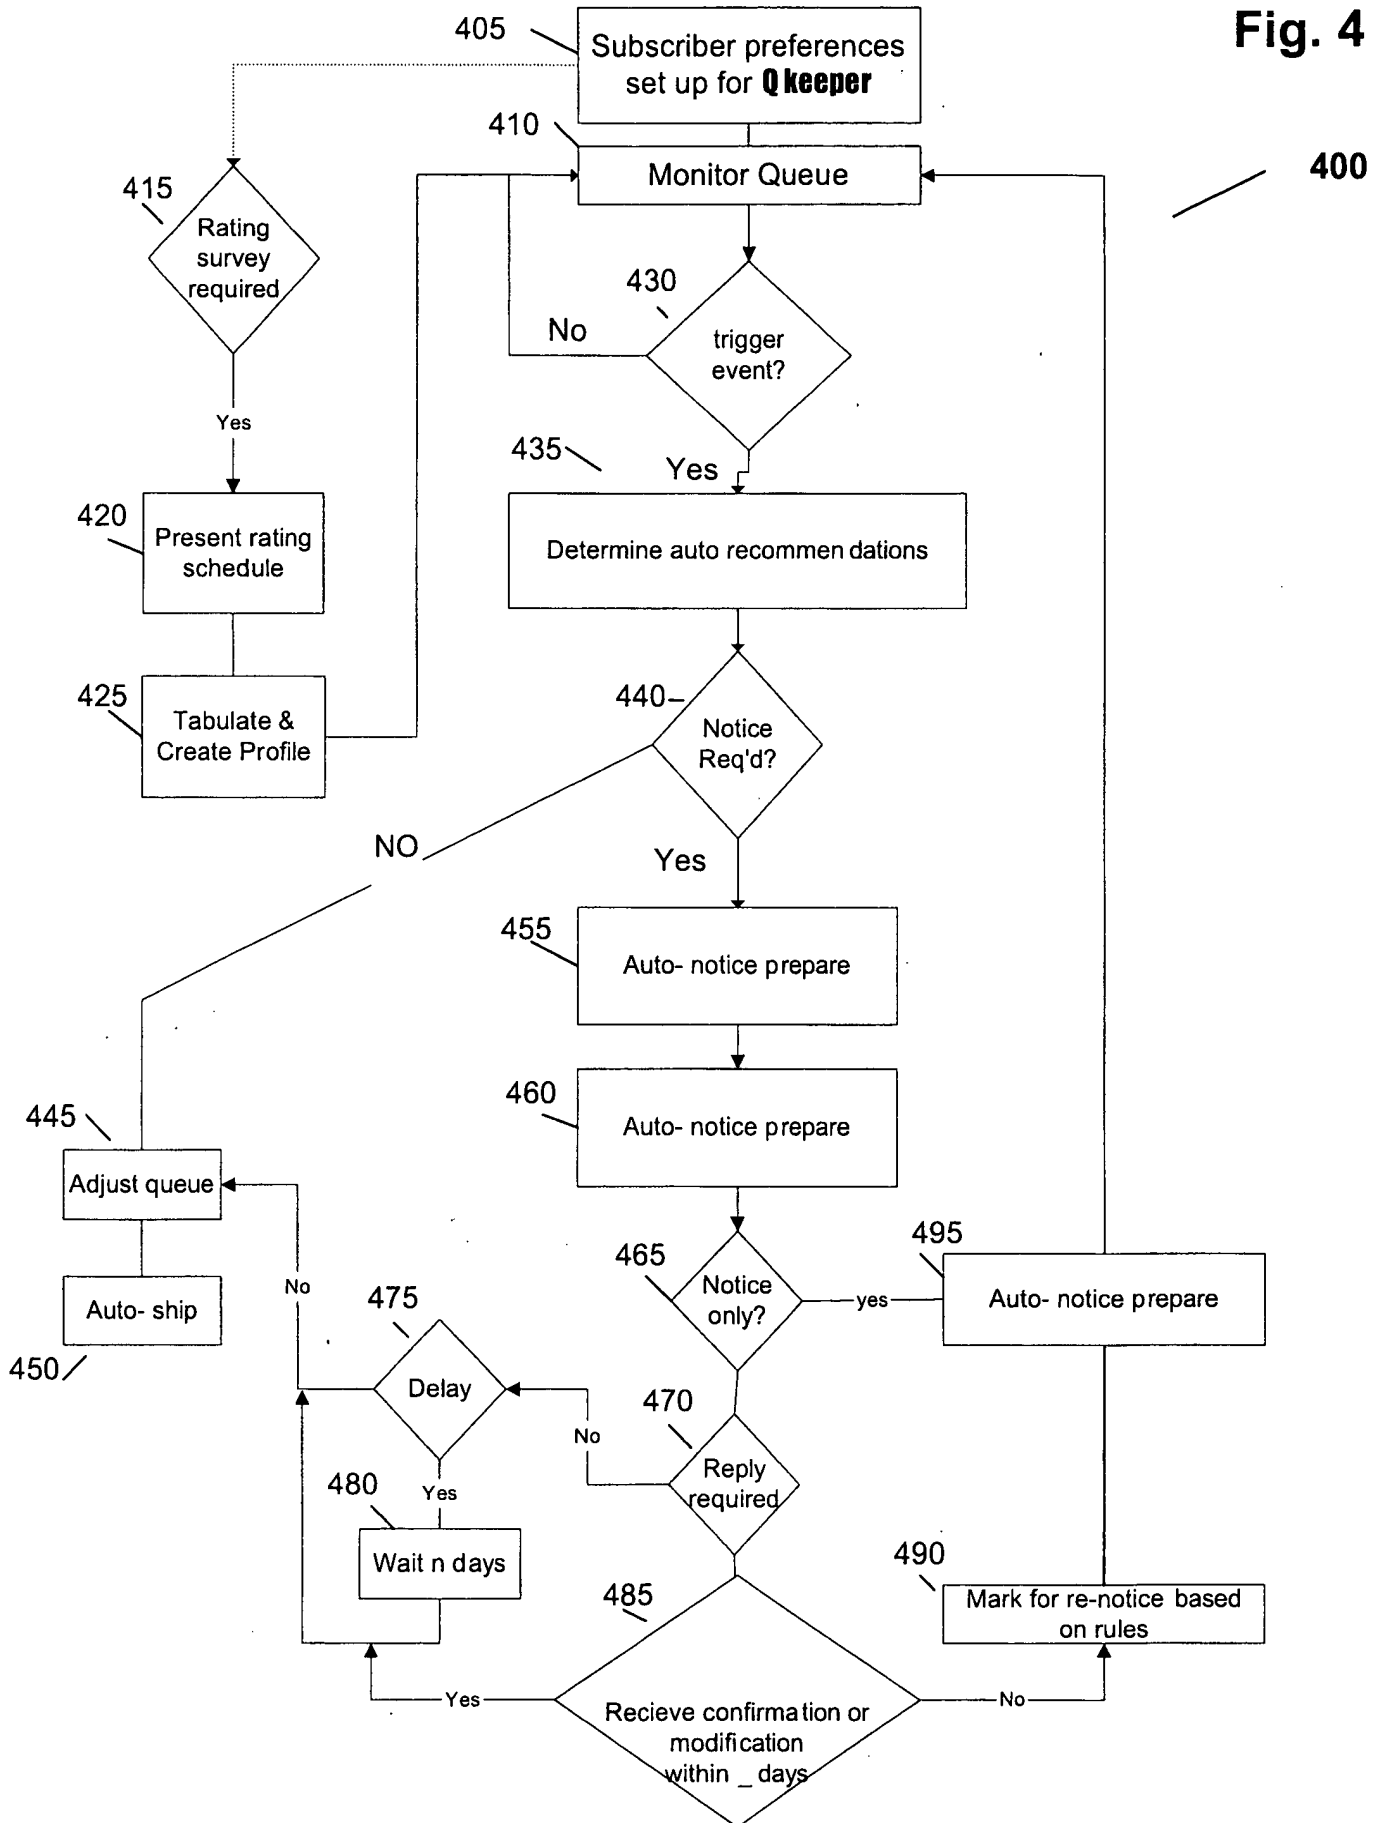 Fig. 4
405
Subscriber preferences
set up for Q keeper
410
Monitor Queue
400
415
Rating
survey
required
430
No
trigger
event?
Yes
435
Yes
420
Present rating
schedule
Determine auto recommen dations
425
Tabulate &
Create Profile
440
Notice
Req'd?
NO
Yes
455
Auto- notice prepare
460
Auto- notice prepare
445
Adjust queue
450
Auto- ship
465
Notice
only?
yes
495
Auto- notice prepare
No
475
Delay
470
No
Reply
required
480
Yes
Wait n days
485
490
Mark for re-notice based
on rules
Yes
Recieve confirmation or
modification
within _ days
No